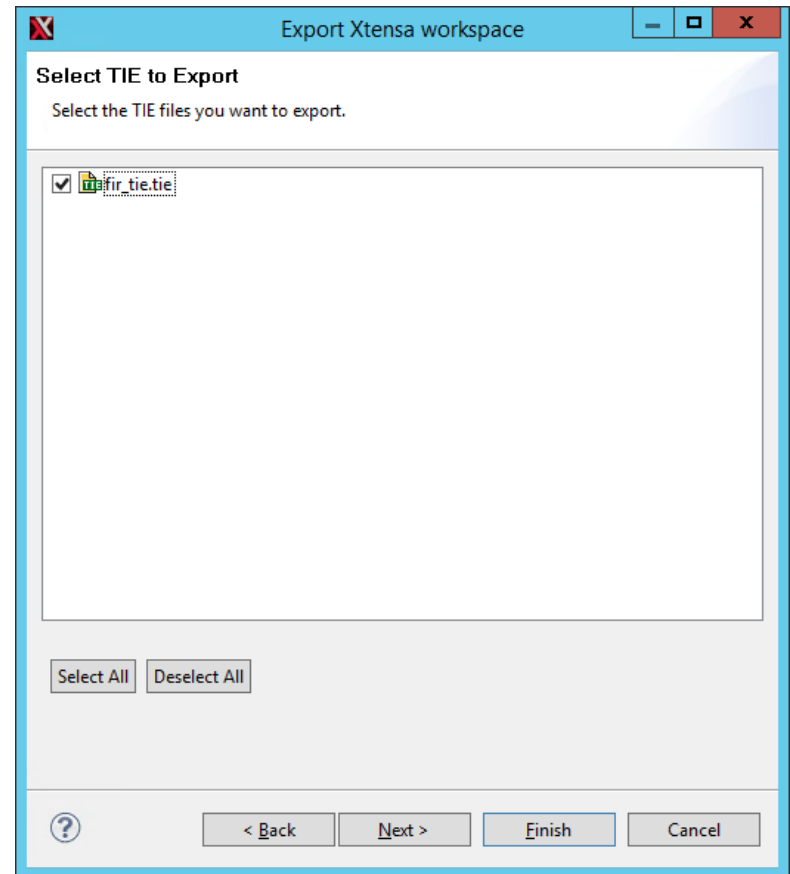 Export Xtensa workspace
Select TIE to Export
Select the TIE files you want to export.
TIE fir_tie.tie
Select All Deselect All
? < Back Next > Finish Cancel